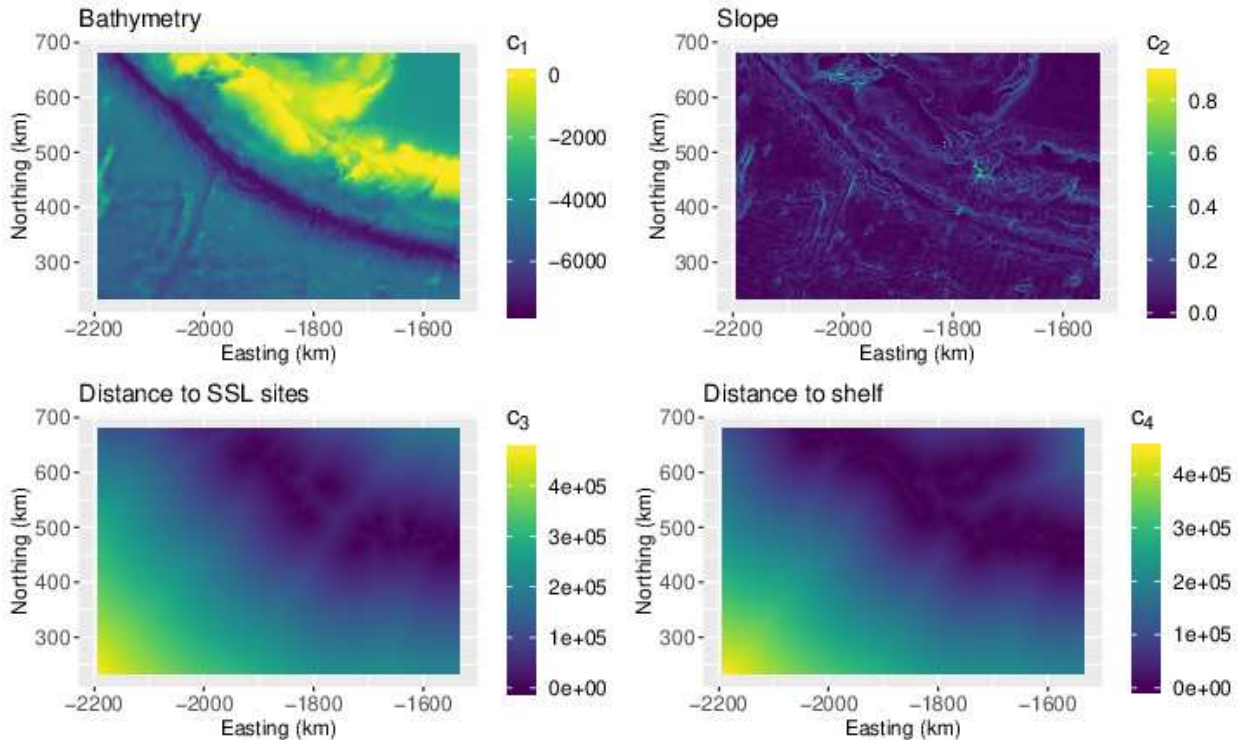 Bathymetry
Northing (km)
700
600
500
400
300
−2200 −2000 −1800 −1600
Easting (km)
c1
0
−2000
−4000
−6000
Slope
Northing (km)
700
600
500
400
300
−2200 −2000 −1800 −1600
Easting (km)
c2
0.8
0.6
0.4
0.2
0.0
Distance to SSL sites
Northing (km)
700
600
500
400
300
−2200 −2000 −1800 −1600
Easting (km)
c3
4e+05
3e+05
2e+05
1e+05
0e+00
Distance to shelf
Northing (km)
700
600
500
400
300
−2200 −2000 −1800 −1600
Easting (km)
c4
4e+05
3e+05
2e+05
1e+05
0e+00